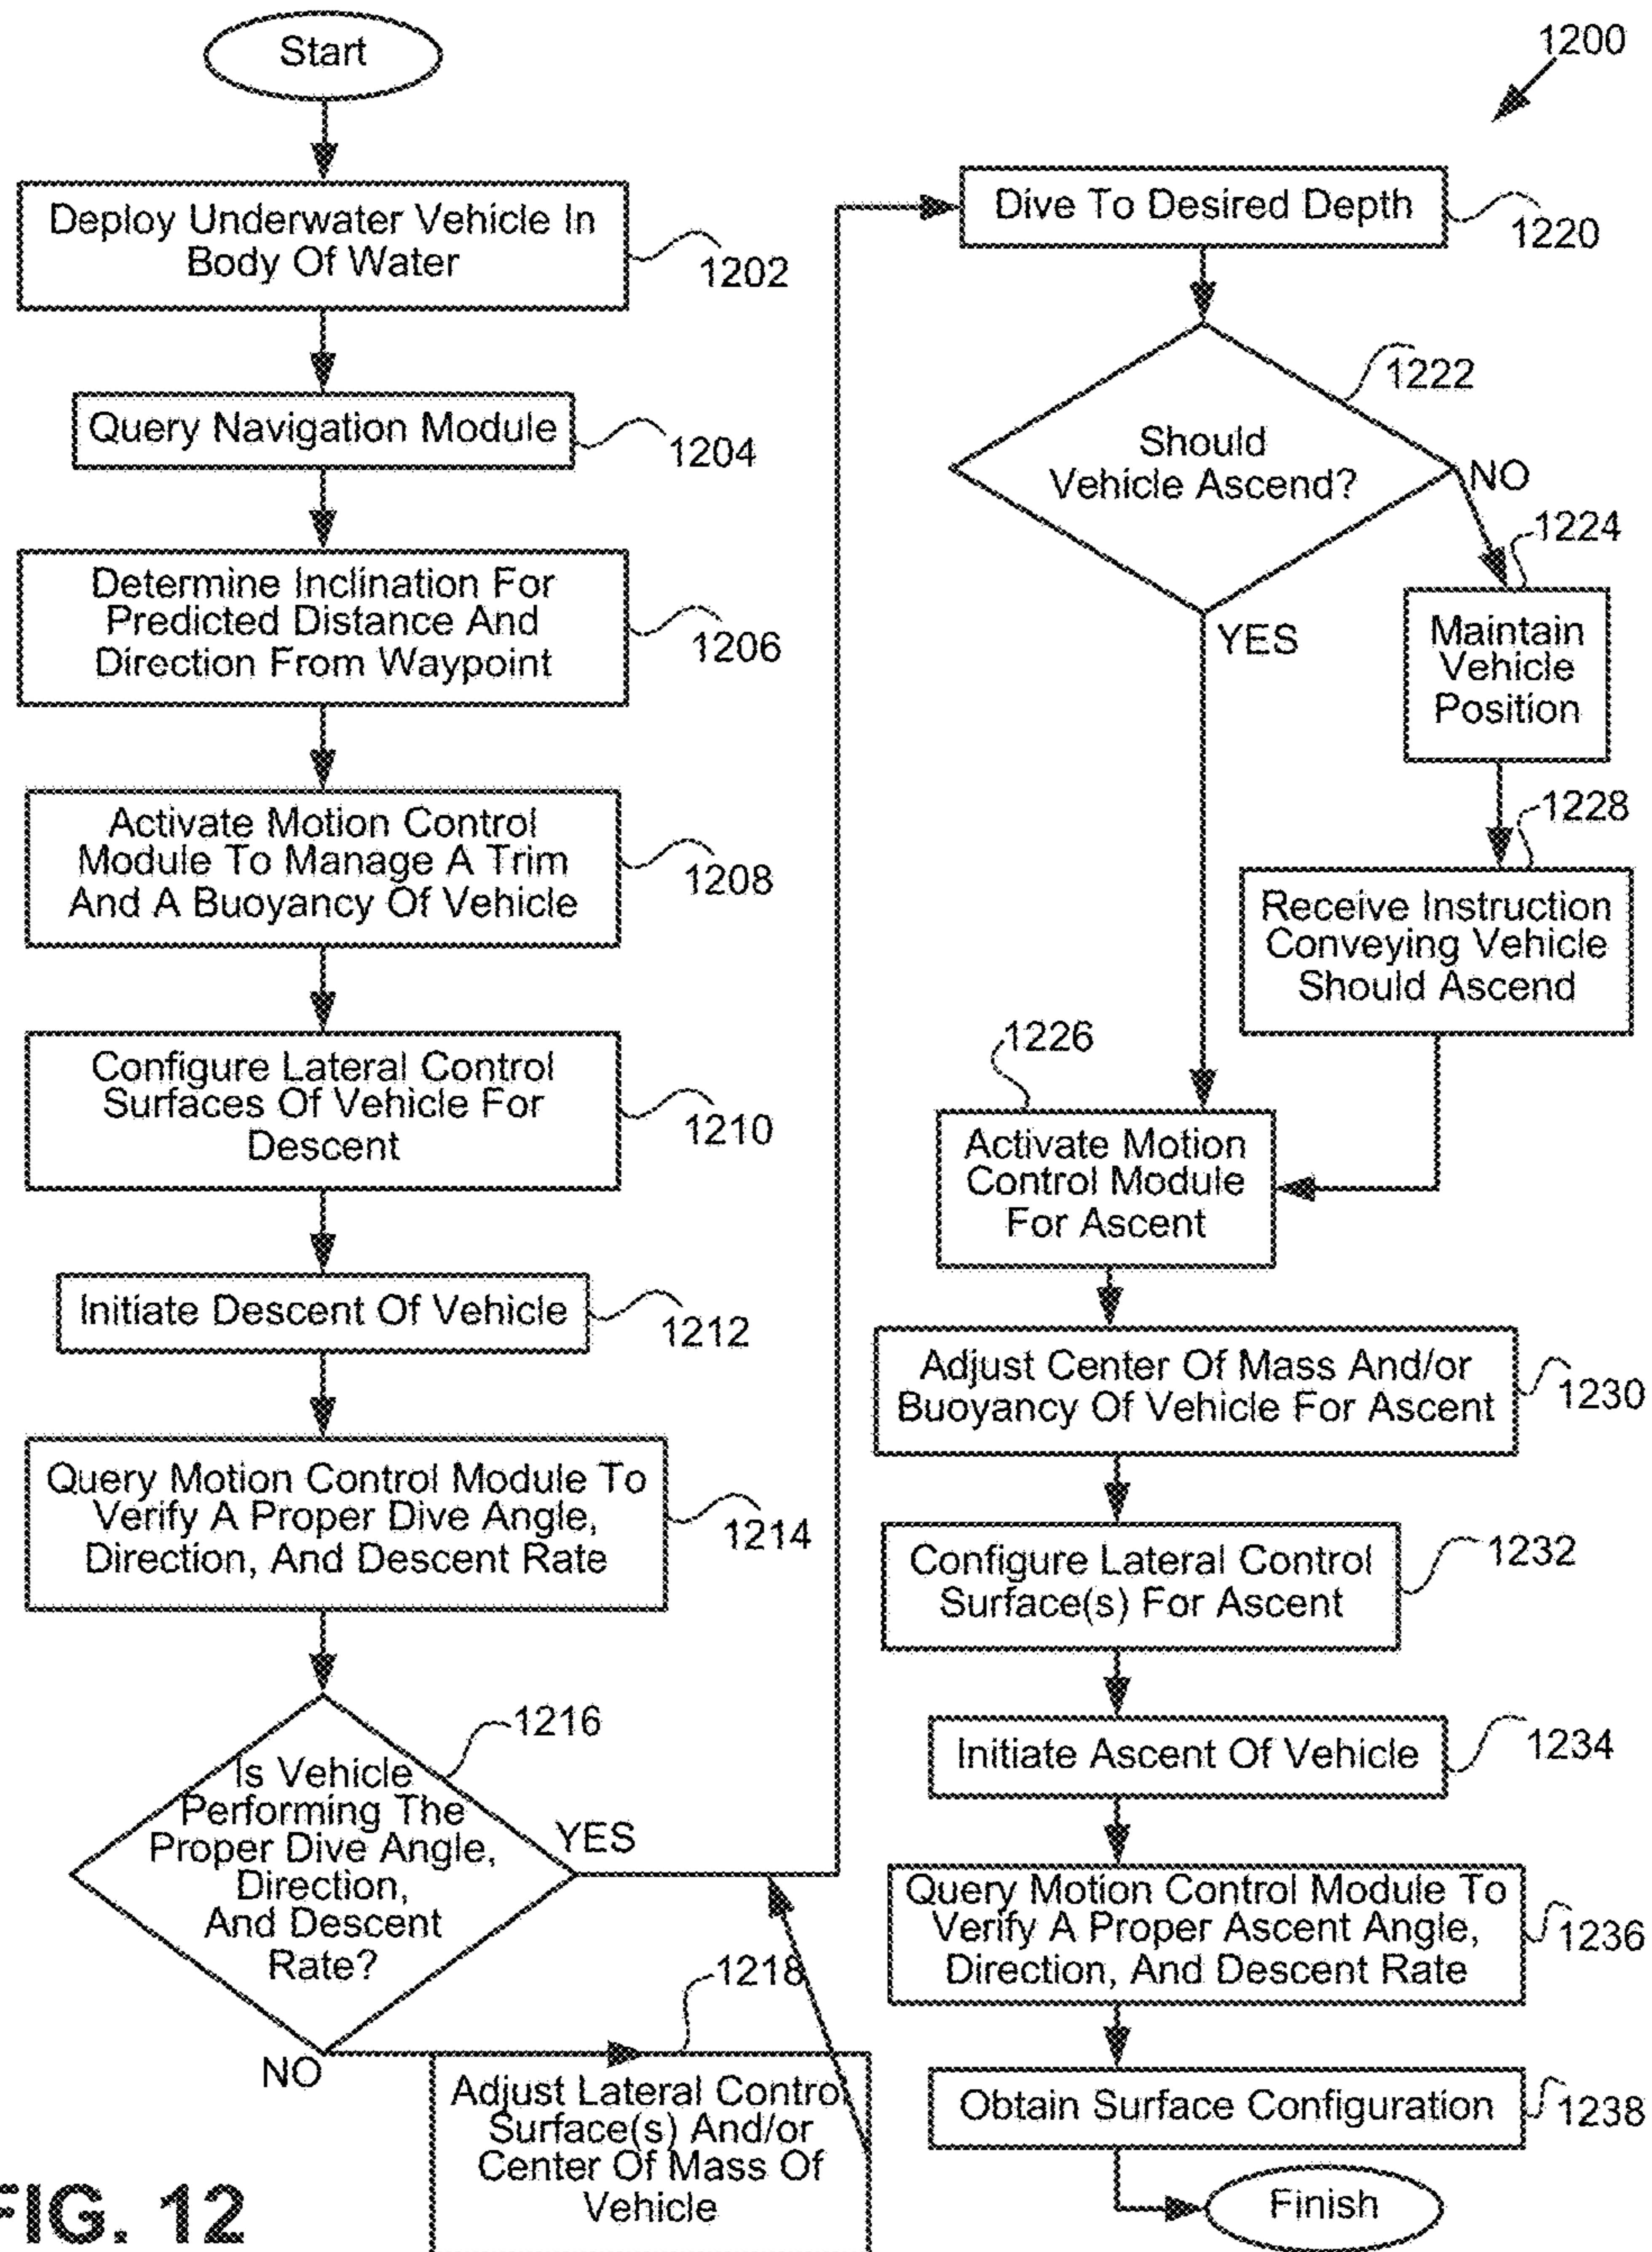 Start
Deploy Underwater Vehicle In
Body Of Water
1202
Query Navigation Module
1204
Determine Inclination For
Predicted Distance And
Direction From Waypoint
1206
Activate Motion Control
Module To Manage A Trim
And A Buoyancy Of Vehicle
1208
Configure Lateral Control
Surfaces Of Vehicle For
Descent
1210
Initiate Descent Of Vehicle
1212
Query Motion Control Module To
Verify A Proper Dive Angle,
Direction, And Descent Rate
1214
1216
Is Vehicle
Performing The
Proper Dive Angle,
Direction,
And Descent
Rate?
YES
NO
1218
Adjust Lateral Control
Surface(s) And/or
Center Of Mass Of
Vehicle
FIG. 12
1200
Dive To Desired Depth
1220
1222
Should
Vehicle Ascend?
NO
YES
1224
Maintain
Vehicle
Position
1228
Receive Instruction
Conveying Vehicle
Should Ascend
1226
Activate Motion
Control Module
For Ascent
Adjust Center Of Mass And/or
Buoyancy Of Vehicle For Ascent
1230
Configure Lateral Control
Surface(s) For Ascent
1232
Initiate Ascent Of Vehicle
1234
Query Motion Control Module To
Verify A Proper Ascent Angle,
Direction, And Descent Rate
1236
Obtain Surface Configuration
1238
Finish